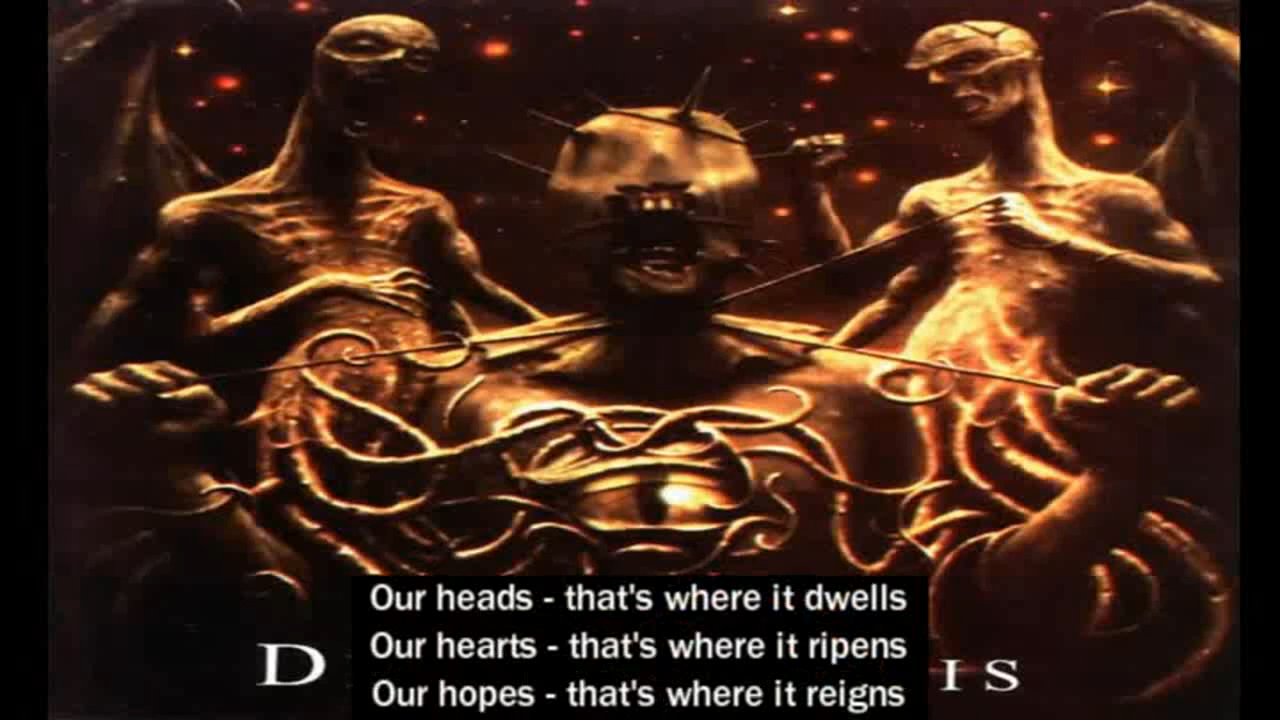 Our heads - that's where it dwells
Our hearts - that's where it ripens
D IS
Our hopes - that's where it reigns